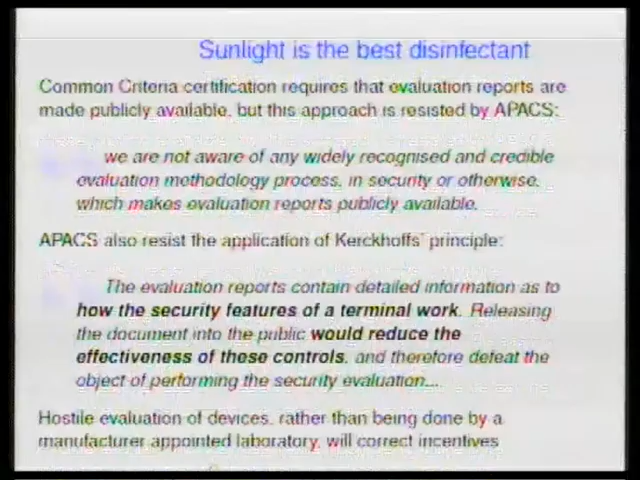 Sunlight is the best disinfectant
Common Criteria certification requires that evaluation reports are
made publicly available, but this approach is resisted by APACS:
we are not aware of any widely recognised and credible
evaluation methodology process, in security or otherwise,
which makes evaluation reports publicly available.
APACS also resist the application of Kerckhoffs' principle:
The evaluation reports contain detailed information as to
how the security features of a terminal work. Releasing
the document into the public would reduce the
effectiveness of these controls, and therefore defeat the
object of performing the security evaluation...
Hostile evaluation of devices, rather than being done by a
manufacturer appointed laboratory, will correct incentives